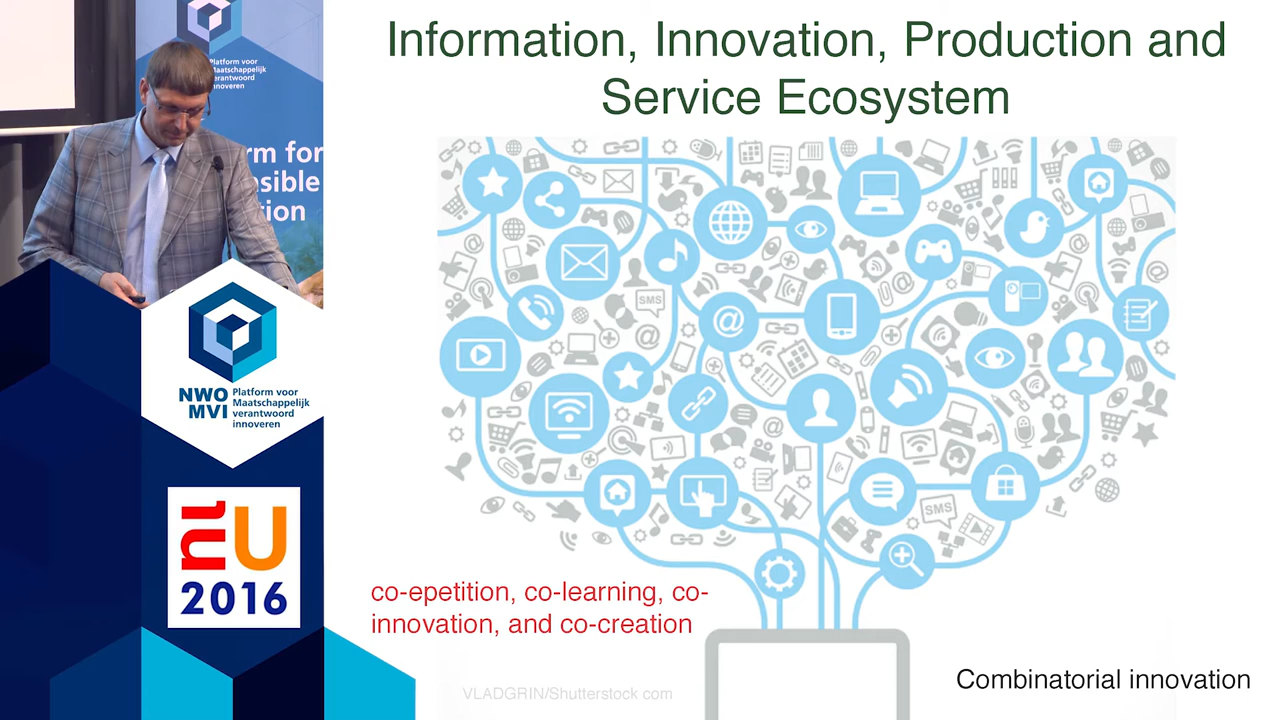 Information, Innovation, Production and
Service Ecosystem
Platform voor
Maatschappelijk
verantwoord
innoveren
rm for
sible
tion
NWO
MVI
Platform voor
Maatschappelijk
verantwoord
innoveren
nlU
2016
SMS
@
SMS
co-epetition, co-learning, co-
innovation, and co-creation
VLADGRIN/Shutterstock com
Combinatorial innovation